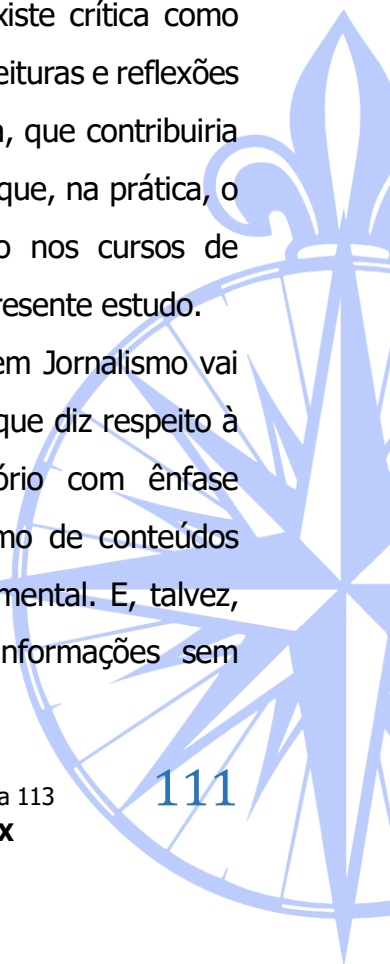 xiste crítica como
eituras e reflexões
, que contribuiria
que, na prática, o
o nos cursos de
resente estudo.
em Jornalismo vai
que diz respeito à
ório com ênfase
mo de conteúdos
mental. E, talvez,
nformações sem
a 113
111
x